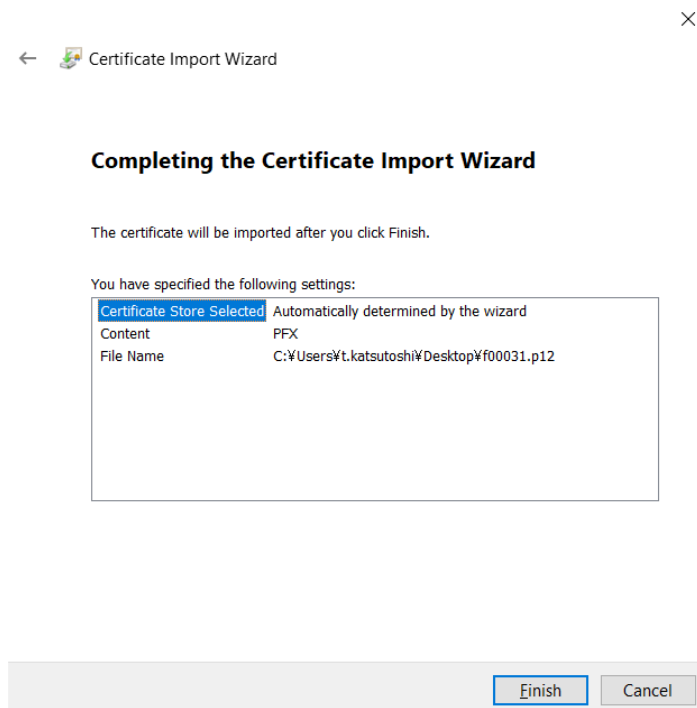 Certificate Import Wizard
Completing the Certificate Import Wizard
The certificate will be imported after you click Finish.
You have specified the following settings:
Certificate Store Selected Automatically determined by the wizard
Content PFX
File Name C:¥Users¥t.katsutoshi¥Desktop¥f00031.p12
Finish Cancel